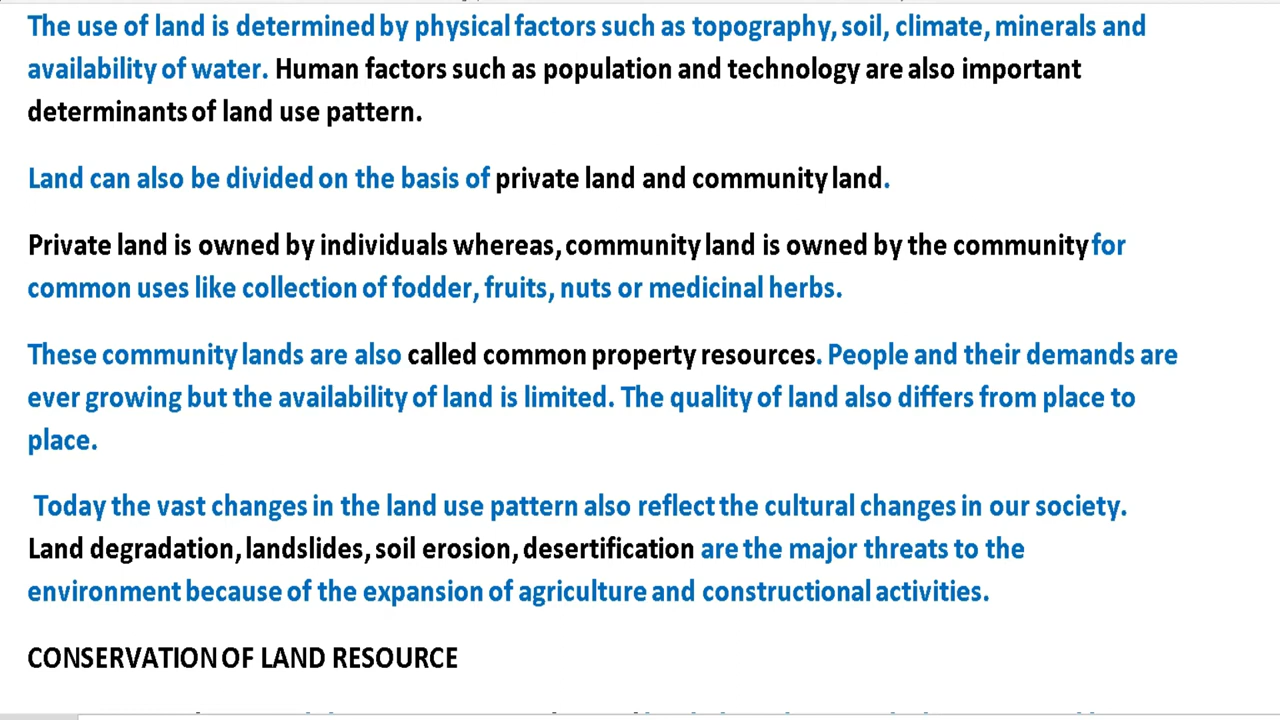 The use of land is determined by physical factors such as topography, soil, climate, minerals and
availability of water. Human factors such as population and technology are also important
determinants of land use pattern.
Land can also be divided on the basis of private land and community land.
Private land is owned by individuals whereas, community land is owned by the community for
common uses like collection of fodder, fruits, nuts or medicinal herbs.
These community lands are also called common property resources. People and their demands are
ever growing but the availability of land is limited. The quality of land also differs from place to
place.
Today the vast changes in the land use pattern also reflect the cultural changes in our society.
Land degradation, landslides, soil erosion, desertification are the major threats to the
environment because of the expansion of agriculture and constructional activities.
CONSERVATION OF LAND RESOURCE